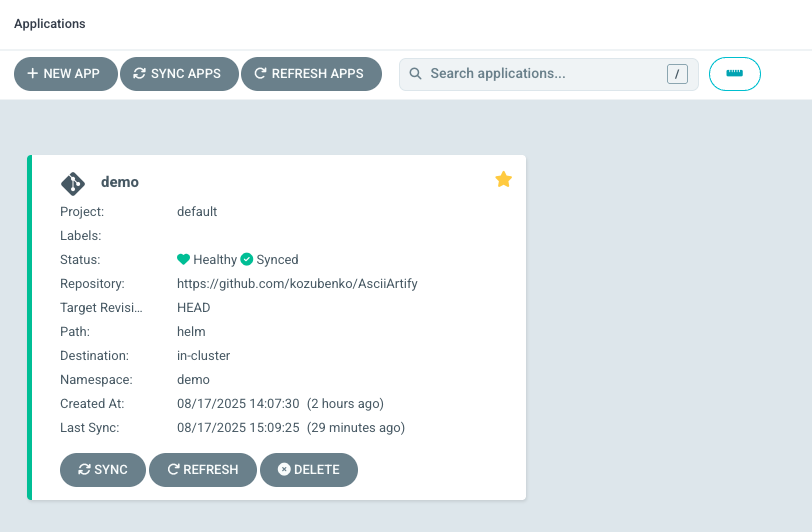 Applications
NEW APP SYNC APPS REFRESH APPS Search applications... /
demo
Project: default
Labels:
Status: Healthy Synced
Repository: https://github.com/kozubenko/AsciiArtify
Target Revisi... HEAD
Path: helm
Destination: in-cluster
Namespace: demo
Created At: 08/17/2025 14:07:30 (2 hours ago)
Last Sync: 08/17/2025 15:09:25 (29 minutes ago)
SYNC REFRESH DELETE